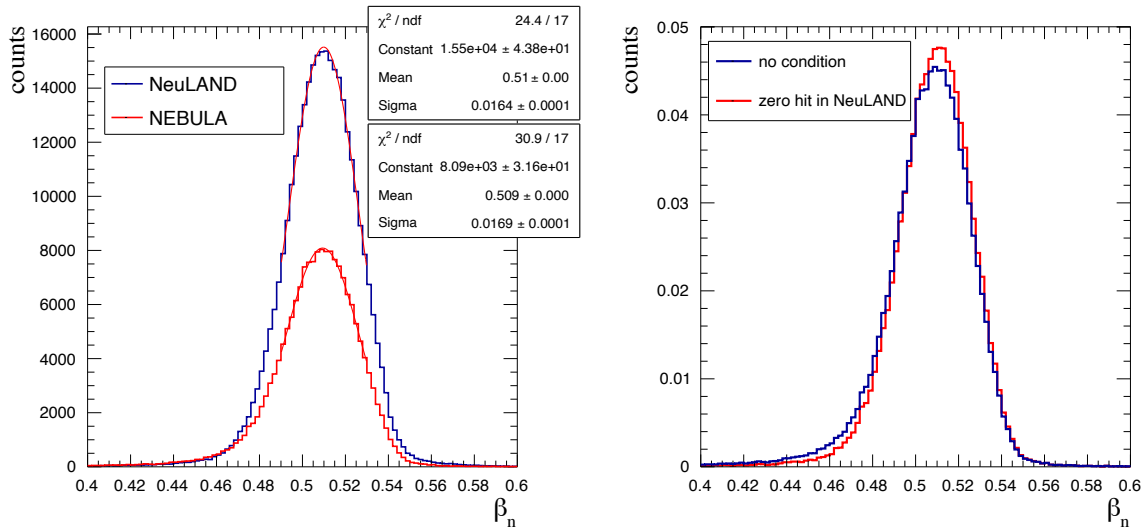 counts
16000
14000
12000
10000
8000
6000
4000
2000
0
NeuLAND
NEBULA
χ² / ndf 24.4 / 17
Constant 1.55e+04 ± 4.38e+01
Mean 0.51 ± 0.00
Sigma 0.0164 ± 0.0001
χ² / ndf 30.9 / 17
Constant 8.09e+03 ± 3.16e+01
Mean 0.509 ± 0.000
Sigma 0.0169 ± 0.0001
0.4 0.42 0.44 0.46 0.48 0.5 0.52 0.54 0.56 0.58 0.6
βn
counts
0.05
0.04
0.03
0.02
0.01
0
no condition
zero hit in NeuLAND
0.4 0.42 0.44 0.46 0.48 0.5 0.52 0.54 0.56 0.58 0.6
βn